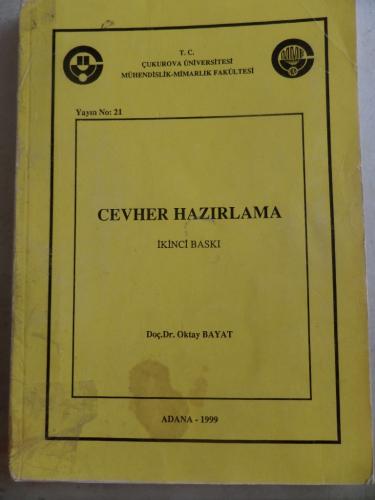 T. C.
ÇUKUROVA ÜNİVERSİTESİ
MÜHENDİSLİK-MİMARLIK FAKÜLTESİ
Yayın No: 21
CEVHER HAZIRLAMA
İKİNCİ BASKI
Doç.Dr. Oktay BAYAT
ADANA - 1999